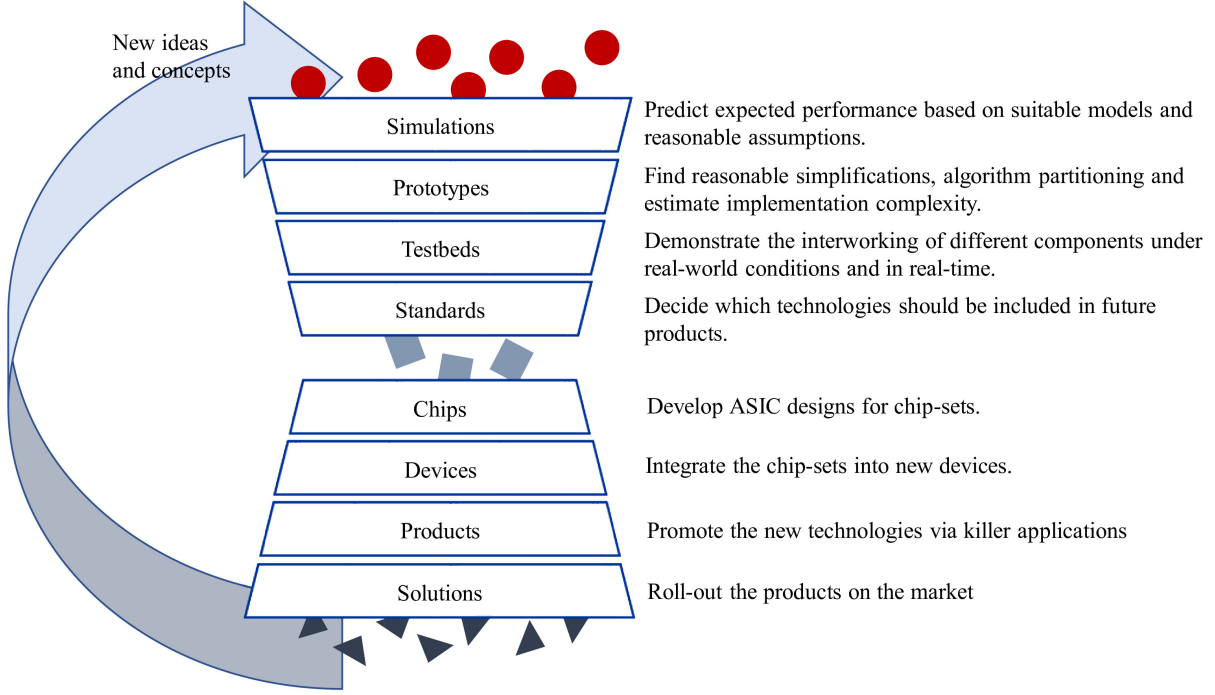 New ideas
and concepts
Simulations
Predict expected performance based on suitable models and
reasonable assumptions.
Prototypes
Find reasonable simplifications, algorithm partitioning and
estimate implementation complexity.
Testbeds
Demonstrate the interworking of different components under
real-world conditions and in real-time.
Standards
Decide which technologies should be included in future
products.
Chips
Develop ASIC designs for chip-sets.
Devices
Integrate the chip-sets into new devices.
Products
Promote the new technologies via killer applications
Solutions
Roll-out the products on the market